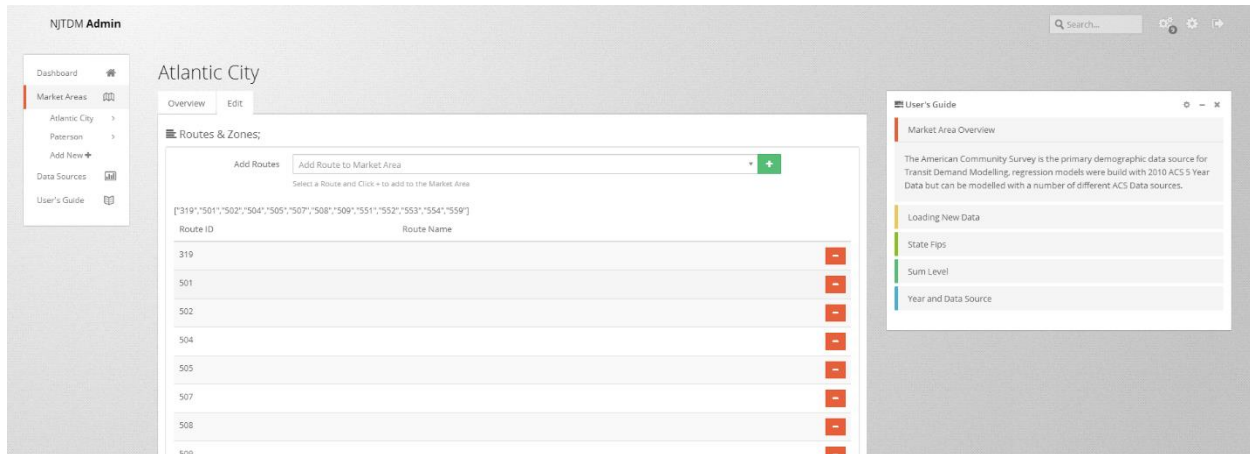 NJTDM Admin
Search...
Dashboard
Market Areas
Atlantic City
Paterson
Add New
Data Sources
User's Guide
Atlantic City
Overview Edit
Routes & Zones;
Add Routes Add Route to Market Area
Select a Route and Click + to add to the Market Area
["319","501","502","504","505","507","508","509","551","552","553","554","559"]
Route ID Route Name
319
501
502
504
505
507
508
509
User's Guide
Market Area Overview
The American Community Survey is the primary demographic data source for
Transit Demand Modelling, regression models were build with 2010 ACS 5 Year
Data but can be modelled with a number of different ACS Data sources.
Loading New Data
State Fips
Sum Level
Year and Data Source